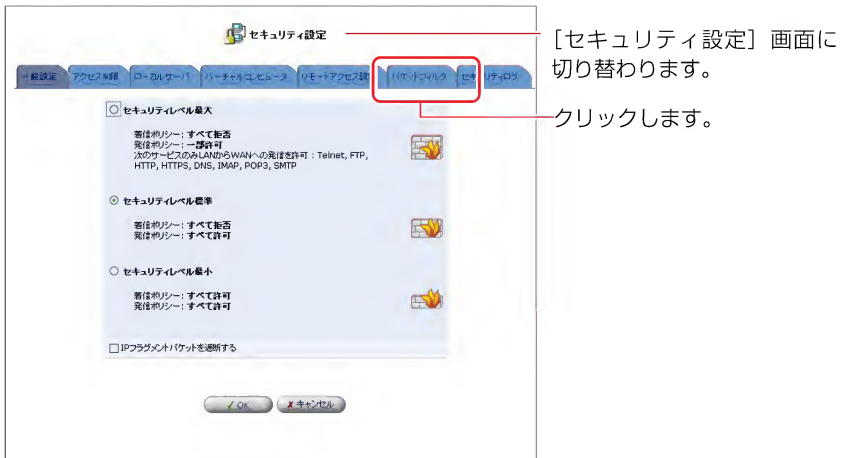 セキュリティ設定
[セキュリティ設定] 画面に
切り替わります。
一般設定 アクセス制限 ローカルサーバ バーチャルコンピュータ リモートアクセス設定 パケットフィルタ セキュリティログ
クリックします。
セキュリティレベル最大
着信ポリシー: すべて拒否
発信ポリシー: 一部許可
次のサービスのみLANからWANへの発信を許可 : Telnet, FTP,
HTTP, HTTPS, DNS, IMAP, POP3, SMTP
セキュリティレベル標準
着信ポリシー: すべて拒否
発信ポリシー: すべて許可
セキュリティレベル最小
着信ポリシー: すべて許可
発信ポリシー: すべて許可
IPフラグメントパケットを遮断する
✓ OK ✗ キャンセル